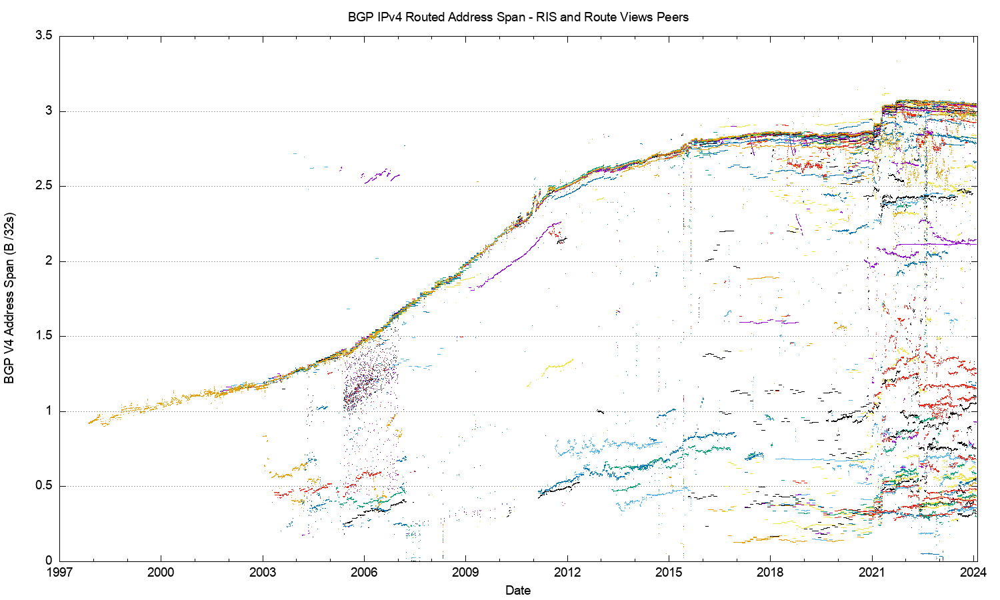 BGP IPv4 Routed Address Span - RIS and Route Views Peers
3.5
3
2.5
2
1.5
1
0.5
0
BGP V4 Address Span (B /32s)
1997 2000 2003 2006 2009 2012 2015 2018 2021 2024
Date